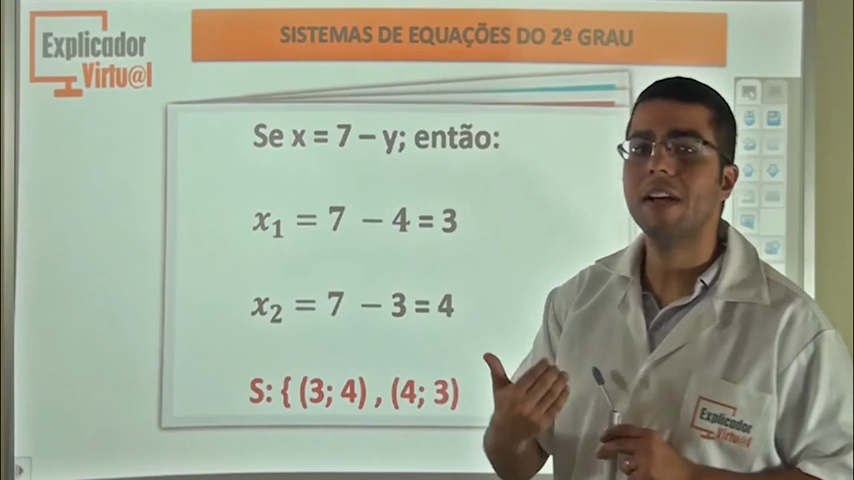 Explicador
Virtu@l
SISTEMAS DE EQUAÇÕES DO 2º GRAU
Se x = 7 – y; então:
x₁ = 7 − 4 = 3
x₂ = 7 − 3 = 4
S: { (3; 4) , (4; 3)
Explicador
Virtu@l